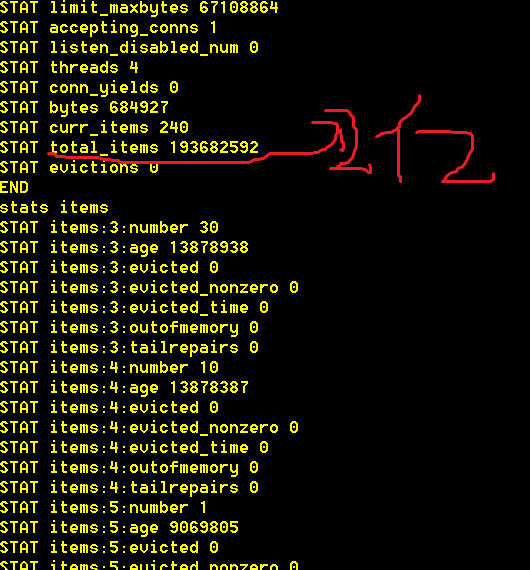 STAT limit_maxbytes 67108864
STAT accepting_conns 1
STAT listen_disabled_num 0
STAT threads 4
STAT conn_yields 0
STAT bytes 684927
STAT curr_items 240
STAT total_items 193682592
STAT evictions 0
END
stats items
STAT items:3:number 30
STAT items:3:age 13878938
STAT items:3:evicted 0
STAT items:3:evicted_nonzero 0
STAT items:3:evicted_time 0
STAT items:3:outofmemory 0
STAT items:3:tailrepairs 0
STAT items:4:number 10
STAT items:4:age 13878387
STAT items:4:evicted 0
STAT items:4:evicted_nonzero 0
STAT items:4:evicted_time 0
STAT items:4:outofmemory 0
STAT items:4:tailrepairs 0
STAT items:5:number 1
STAT items:5:age 9069805
STAT items:5:evicted 0
STAT items:5:evicted_nonzero 0